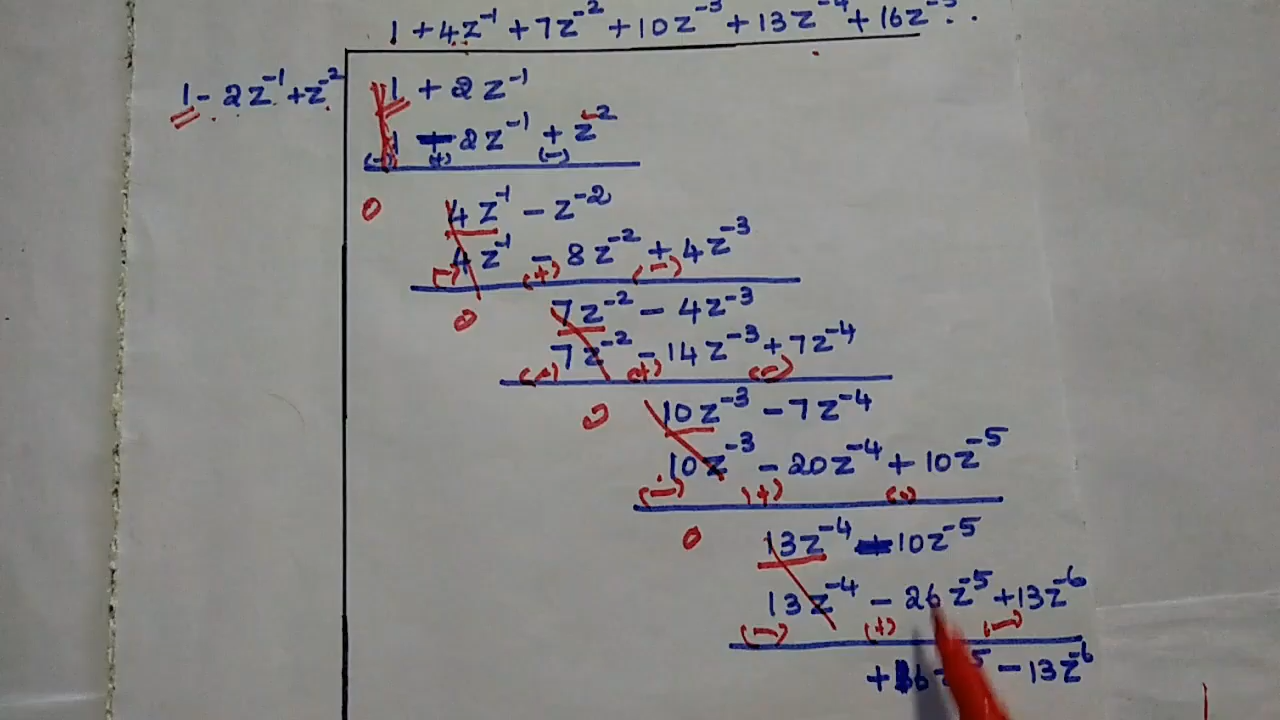 1 + 4z⁻¹ + 7z⁻² + 10z⁻³ + 13z⁻⁴ + 16z⁻⁵ . .
1 - 2z⁻¹ + z⁻² 1 + 2z⁻¹
1 - 2z⁻¹ + z⁻²
(-) (+) (-)
0 4z⁻¹ - z⁻²
4z⁻¹ - 8z⁻² + 4z⁻³
(-) (+) (-)
0 7z⁻² - 4z⁻³
7z⁻² - 14z⁻³ + 7z⁻⁴
(-) (+) (-)
0 10z⁻³ - 7z⁻⁴
10z⁻³ - 20z⁻⁴ + 10z⁻⁵
(-) (+) (-)
0 13z⁻⁴ - 10z⁻⁵
13z⁻⁴ - 26z⁻⁵ + 13z⁻⁶
(-) (+) (-)
+16z⁻⁵ - 13z⁻⁶